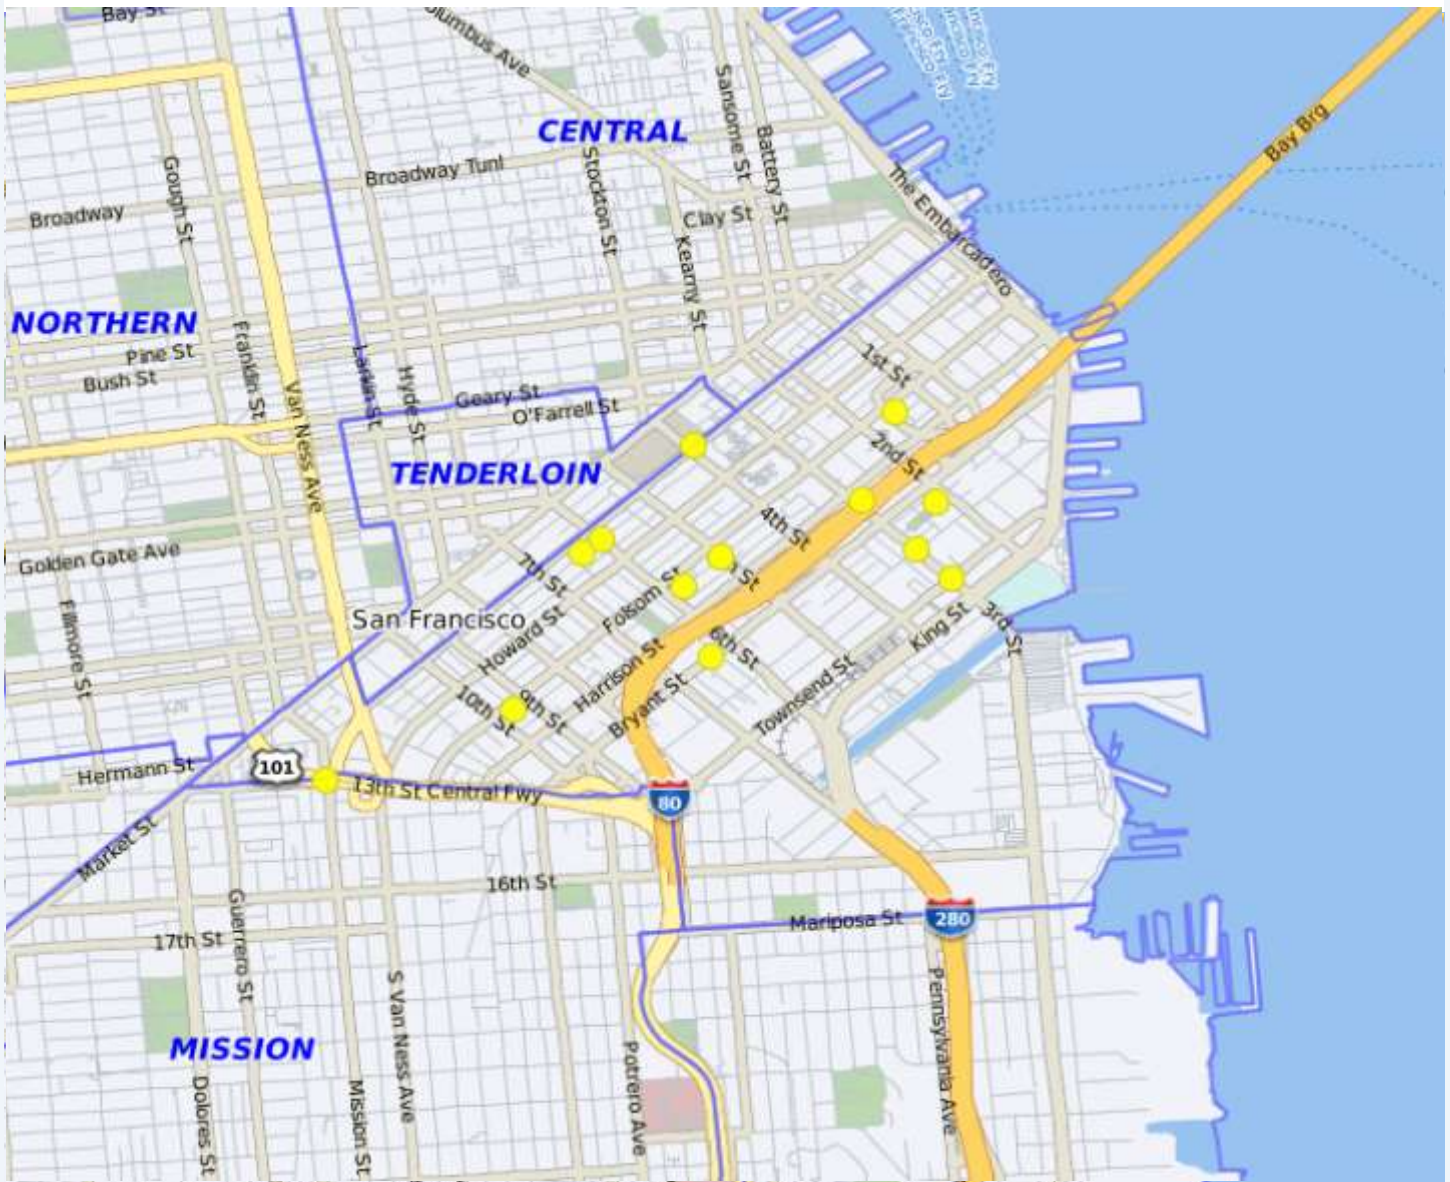 Bay St
Columbus Ave
Sansome St
Battery St
CENTRAL
Stockton St
Broadway Tunl
Gough St
Broadway
Clay St
Kearny St
The Embarcadero
Bay Brg
NORTHERN
Pine St
Bush St
Franklin St
Larkin St
Hyde St
Van Ness Ave
Geary St
O'Farrell St
1st St
2nd St
TENDERLOIN
4th St
Golden Gate Ave
7th St
Folsom St
San Francisco
Howard St
Fillmore St
6th St
King St
3rd St
Harrison St
Bryant St
Townsend St
10th St
9th St
Hermann St
101
13th St
Central Fwy
80
Market St
16th St
Guerrero St
17th St
Mariposa St
280
S Van Ness Ave
Pennsylvania Ave
MISSION
Potrero Ave
Dolores St
Mission St